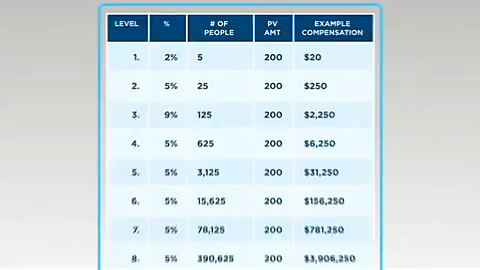 LEVEL % # OF PEOPLE PV AMT EXAMPLE COMPENSATION
1. 2% 5 200 $20
2. 5% 25 200 $250
3. 9% 125 200 $2,250
4. 5% 625 200 $6,250
5. 5% 3,125 200 $31,250
6. 5% 15,625 200 $156,250
7. 5% 78,125 200 $781,250
8. 5% 390,625 200 $3,906,250